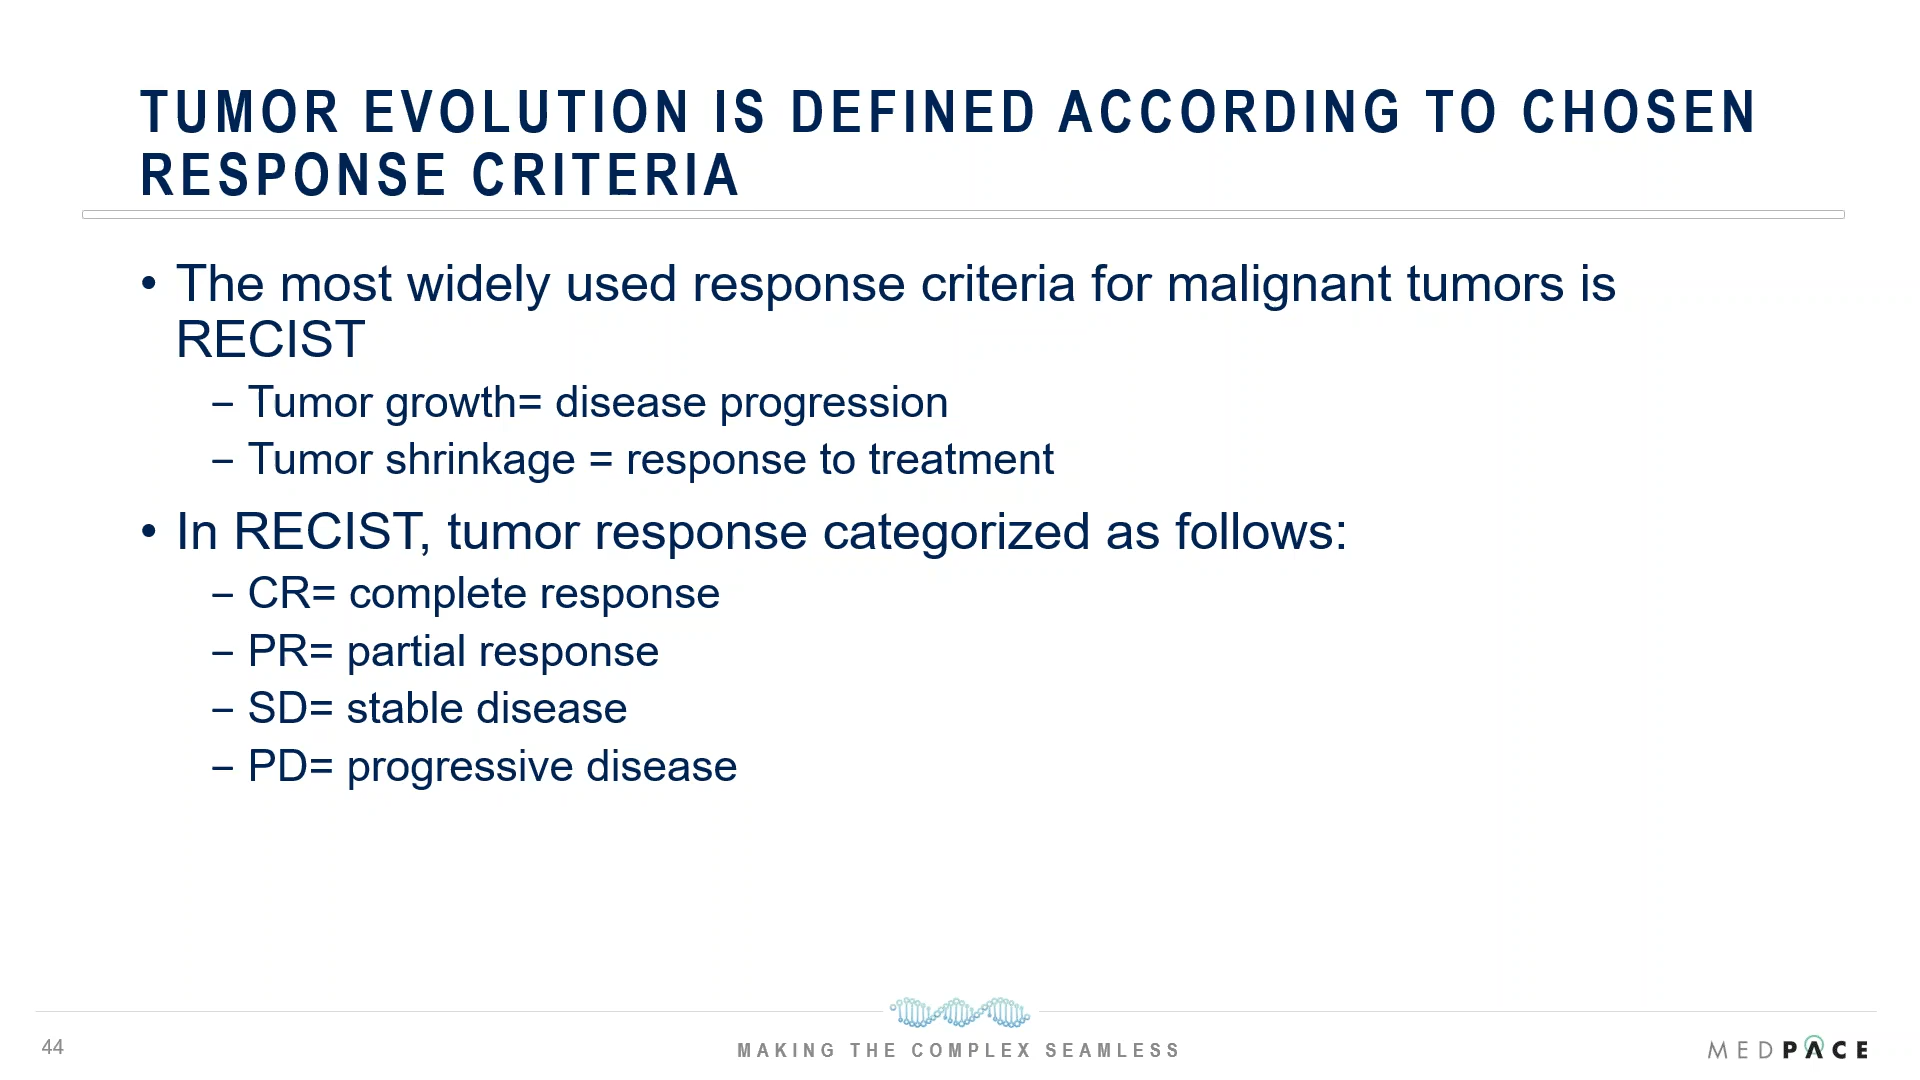 TUMOR EVOLUTION IS DEFINED ACCORDING TO CHOSEN
RESPONSE CRITERIA
• The most widely used response criteria for malignant tumors is
RECIST
– Tumor growth= disease progression
– Tumor shrinkage = response to treatment
• In RECIST, tumor response categorized as follows:
– CR= complete response
– PR= partial response
– SD= stable disease
– PD= progressive disease
44
MAKING THE COMPLEX SEAMLESS
MEDPACE